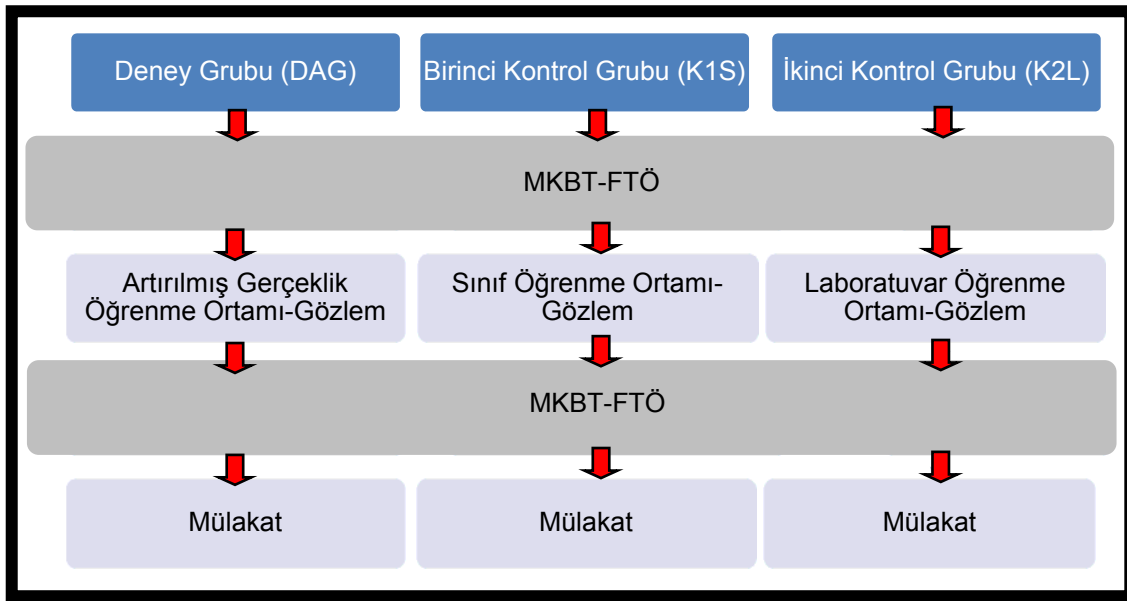 Deney Grubu (DAG)
Birinci Kontrol Grubu (K1S)
İkinci Kontrol Grubu (K2L)
MKBT-FTÖ
Artırılmış Gerçeklik
Öğrenme Ortamı-Gözlem
Sınıf Öğrenme Ortamı-
Gözlem
Laboratuvar Öğrenme
Ortamı-Gözlem
MKBT-FTÖ
Mülakat
Mülakat
Mülakat